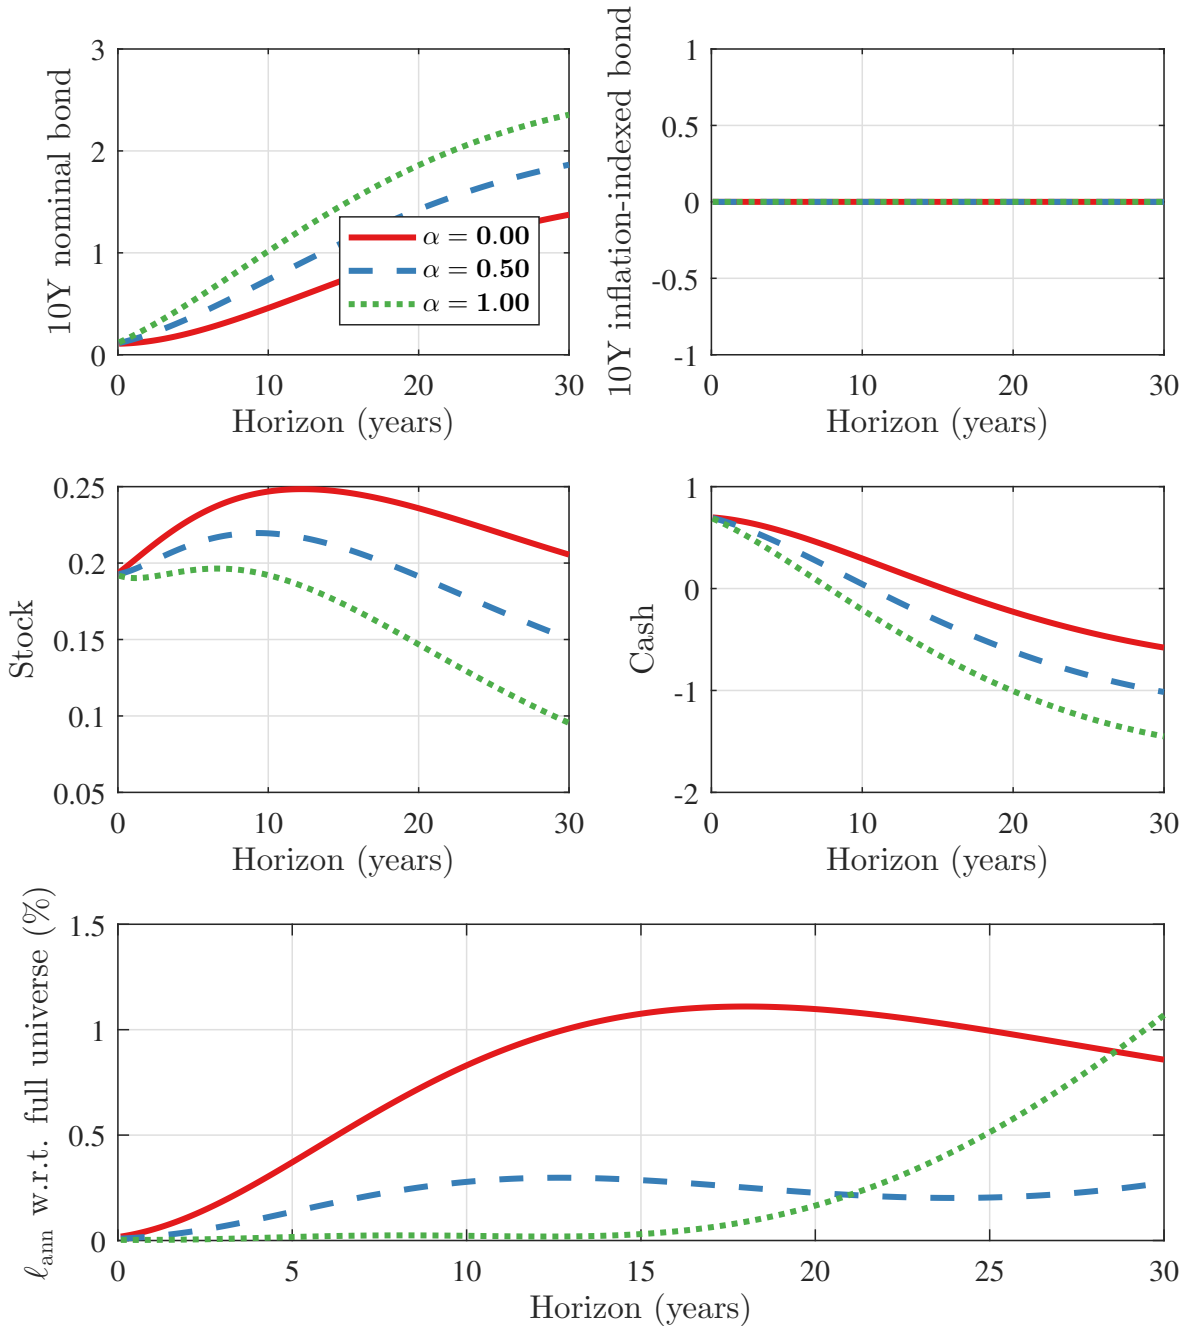 10Y nominal bond
3
2
1
0
0 10 20 30
Horizon (years)
α = 0.00
α = 0.50
α = 1.00
10Y inflation-indexed bond
1
0.5
0
-0.5
-1
0 10 20 30
Horizon (years)
Stock
0.25
0.2
0.15
0.1
0.05
0 10 20 30
Horizon (years)
Cash
1
0
-1
-2
0 10 20 30
Horizon (years)
ℓann w.r.t. full universe (%)
1.5
1
0.5
0
0 5 10 15 20 25 30
Horizon (years)